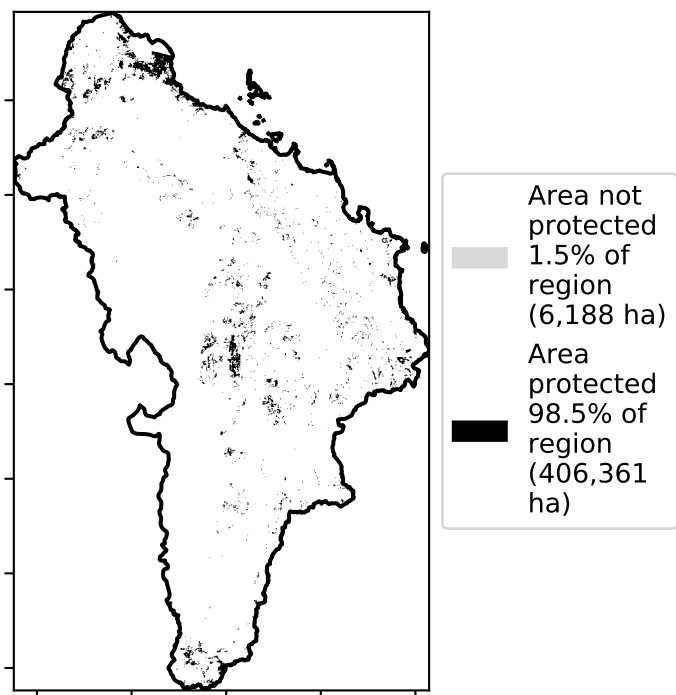 Area not
protected
1.5% of
region
(6,188 ha)
Area
protected
98.5% of
region
(406,361
ha)